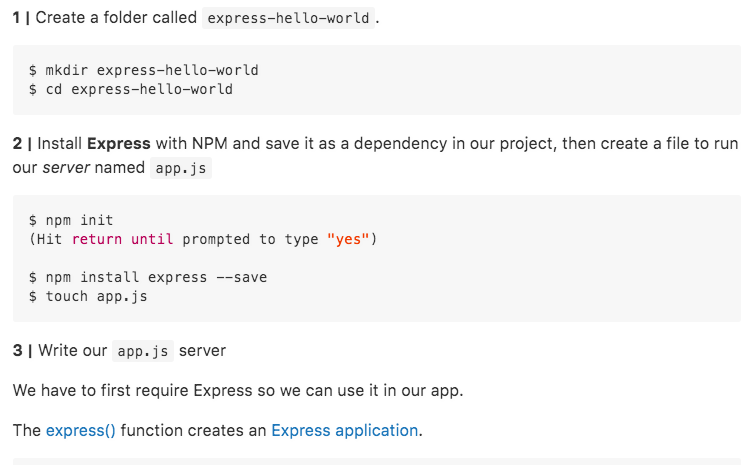 1 | Create a folder called express-hello-world.
$ mkdir express-hello-world
$ cd express-hello-world
2 | Install Express with NPM and save it as a dependency in our project, then create a file to run
our server named app.js
$ npm init
(Hit return until prompted to type "yes")
$ npm install express --save
$ touch app.js
3 | Write our app.js server
We have to first require Express so we can use it in our app.
The express() function creates an Express application.